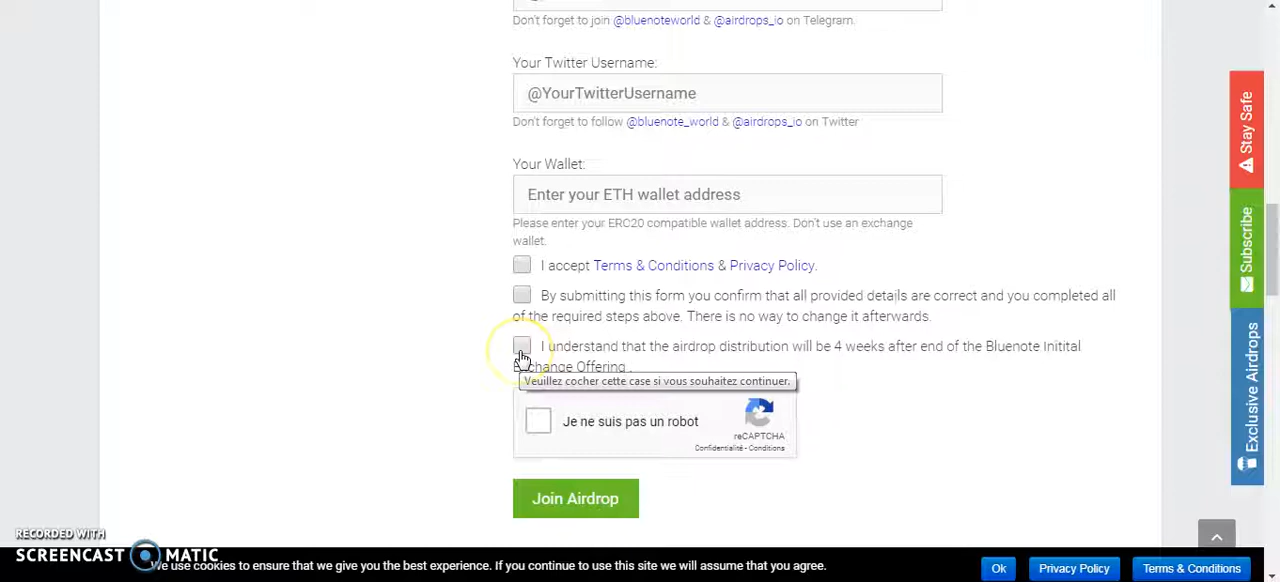 Don't forget to join @bluenoteworld & @airdrops_io on Telegram.
Your Twitter Username:
@YourTwitterUsername
Don't forget to follow @bluenote_world & @airdrops_io on Twitter
Your Wallet:
Enter your ETH wallet address
Please enter your ERC20 compatible wallet address. Don't use an exchange
wallet.
I accept Terms & Conditions & Privacy Policy.
By submitting this form you confirm that all provided details are correct and you completed all
of the required steps above. There is no way to change it afterwards.
I understand that the airdrop distribution will be 4 weeks after end of the Bluenote Initital
Exchange Offering .
Veuillez cocher cette case si vous souhaitez continuer.
Je ne suis pas un robot
reCAPTCHA
Confidentialité - Conditions
Join Airdrop
Stay Safe
Subscribe
Exclusive Airdrops
RECORDED WITH
SCREENCAST MATIC
We use cookies to ensure that we give you the best experience. If you continue to use this site we will assume that you agree.
Ok
Privacy Policy
Terms & Conditions